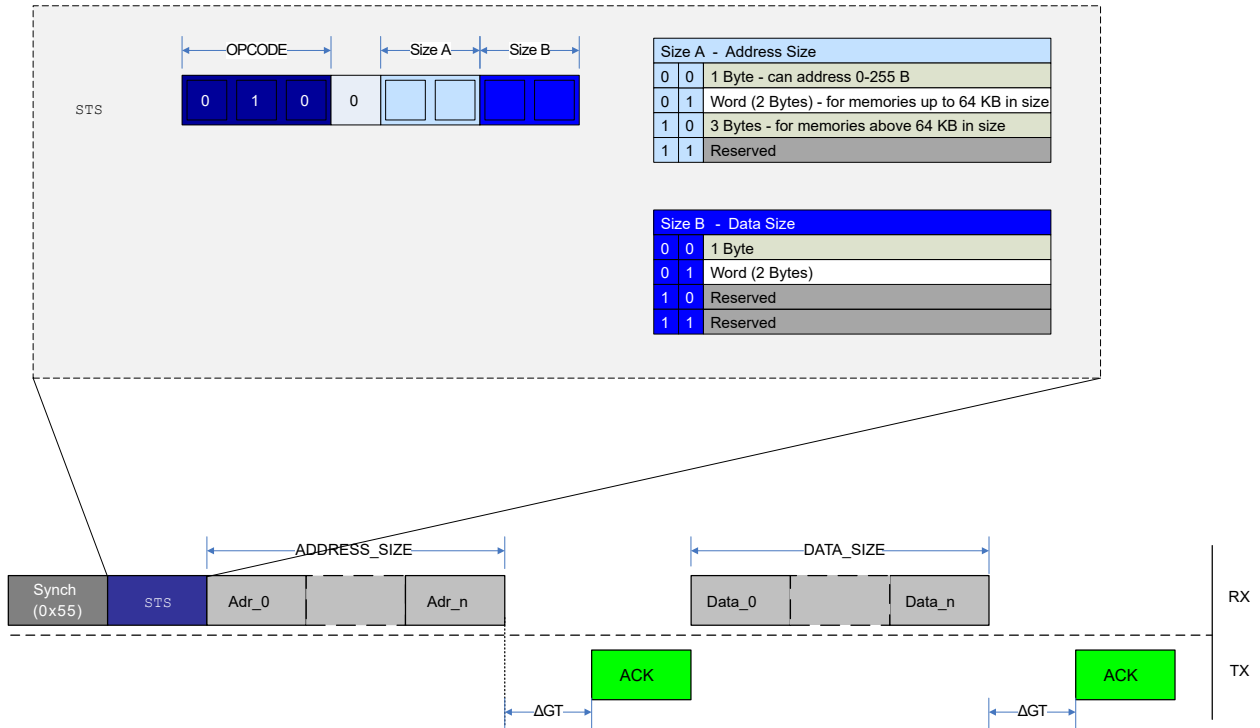 OPCODE Size A Size B
STS 0 1 0 0
Size A - Address Size
0 0 1 Byte - can address 0-255 B
0 1 Word (2 Bytes) - for memories up to 64 KB in size
1 0 3 Bytes - for memories above 64 KB in size
1 1 Reserved
Size B - Data Size
0 0 1 Byte
0 1 Word (2 Bytes)
1 0 Reserved
1 1 Reserved
ADDRESS_SIZE DATA_SIZE
Synch
(0x55)
STS Adr_0 Adr_n Data_0 Data_n RX
ACK ACK TX
ΔGT ΔGT